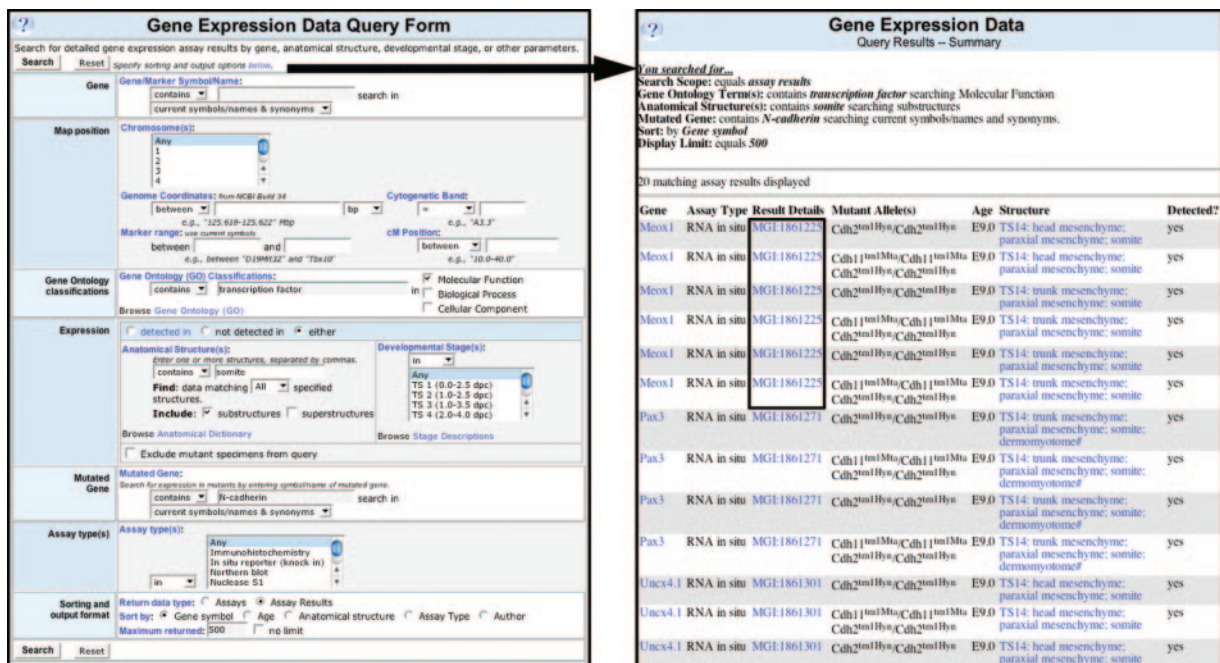 ?
Gene Expression Data Query Form
Search for detailed gene expression assay results by gene, anatomical structure, developmental stage, or other parameters.
Search Reset Specify sorting and output options below.
Gene
Gene/Marker Symbol/Name:
contains search in
current symbols/names & synonyms
Map position
Chromosome(s):
Any
1
2
3
4
Genome Coordinates: from NCBI Build 34
between bp
e.g., "125.618-125.622" Mbp
Cytogenetic Band:
=
e.g., "A3.3"
Marker range: use current symbols
between and
e.g., between "D19Mit32" and "Tbx10"
cM Position:
between
e.g., "10.0-40.0"
Gene Ontology
classifications
Gene Ontology (GO) Classifications:
contains transcription factor in
Molecular Function
Biological Process
Cellular Component
Browse Gene Ontology (GO)
Expression
detected in not detected in either
Anatomical Structure(s):
Enter one or more structures, separated by commas.
contains somite
Find: data matching All specified
structures.
Include: substructures superstructures
Browse Anatomical Dictionary
Developmental Stage(s):
in
Any
TS 1 (0.0-2.5 dpc)
TS 2 (1.0-2.5 dpc)
TS 3 (1.0-3.5 dpc)
TS 4 (2.0-4.0 dpc)
Browse Stage Descriptions
Exclude mutant specimens from query
Mutated
Gene
Mutated Gene:
Search for expression in mutants by entering symbol/name of mutated gene.
contains N-cadherin search in
current symbols/names & synonyms
Assay type(s)
Assay type(s):
in
Any
Immunohistochemistry
In situ reporter (knock in)
Northern blot
Nuclease S1
Sorting and
output format
Return data type: Assays Assay Results
Sort by: Gene symbol Age Anatomical structure Assay Type Author
Maximum returned: 500 no limit
Search Reset
?
Gene Expression Data
Query Results -- Summary
You searched for...
Search Scope: equals assay results
Gene Ontology Term(s): contains transcription factor searching Molecular Function
Anatomical Structure(s): contains somite searching substructures
Mutated Gene: contains N-cadherin searching current symbols/names and synonyms.
Sort: by Gene symbol
Display Limit: equals 500
20 matching assay results displayed
Gene Assay Type Result Details Mutant Allele(s) Age Structure Detected?
Meox1 RNA in situ MGI:1861225 Cdh2tm1Hyn/Cdh2tm1Hyn E9.0 TS14: head mesenchyme; yes
paraxial mesenchyme; somite
Meox1 RNA in situ MGI:1861225 Cdh11tm1Mta/Cdh11tm1Mta E9.0 TS14: head mesenchyme; yes
Cdh2tm1Hyn/Cdh2tm1Hyn paraxial mesenchyme; somite
Meox1 RNA in situ MGI:1861225 Cdh2tm1Hyn/Cdh2tm1Hyn E9.0 TS14: trunk mesenchyme; yes
paraxial mesenchyme; somite
Meox1 RNA in situ MGI:1861225 Cdh11tm1Mta/Cdh11tm1Mta E9.0 TS14: trunk mesenchyme; yes
Cdh2tm1Hyn/Cdh2tm1Hyn paraxial mesenchyme; somite
Meox1 RNA in situ MGI:1861225 Cdh2tm1Hyn/Cdh2tm1Hyn E9.0 TS14: trunk mesenchyme; yes
paraxial mesenchyme; somite
Meox1 RNA in situ MGI:1861225 Cdh11tm1Mta/Cdh11tm1Mta E9.0 TS14: trunk mesenchyme; yes
Cdh2tm1Hyn/Cdh2tm1Hyn paraxial mesenchyme; somite
Pax3 RNA in situ MGI:1861271 Cdh2tm1Hyn/Cdh2tm1Hyn E9.0 TS14: trunk mesenchyme; yes
paraxial mesenchyme; somite;
dermomyotome#
Pax3 RNA in situ MGI:1861271 Cdh11tm1Mta/Cdh11tm1Mta E9.0 TS14: trunk mesenchyme; yes
Cdh2tm1Hyn/Cdh2tm1Hyn paraxial mesenchyme; somite;
dermomyotome#
Pax3 RNA in situ MGI:1861271 Cdh2tm1Hyn/Cdh2tm1Hyn E9.0 TS14: trunk mesenchyme; yes
paraxial mesenchyme; somite;
dermomyotome#
Pax3 RNA in situ MGI:1861271 Cdh11tm1Mta/Cdh11tm1Mta E9.0 TS14: trunk mesenchyme; yes
Cdh2tm1Hyn/Cdh2tm1Hyn paraxial mesenchyme; somite;
dermomyotome#
Uncx4.1 RNA in situ MGI:1861301 Cdh2tm1Hyn/Cdh2tm1Hyn E9.0 TS14: head mesenchyme; yes
paraxial mesenchyme; somite
Uncx4.1 RNA in situ MGI:1861301 Cdh11tm1Mta/Cdh11tm1Mta E9.0 TS14: head mesenchyme; yes
Cdh2tm1Hyn/Cdh2tm1Hyn paraxial mesenchyme; somite
Uncx4.1 RNA in situ MGI:1861301 Cdh2tm1Hyn/Cdh2tm1Hyn E9.0 TS14: head mesenchyme; yes
paraxial mesenchyme; somite